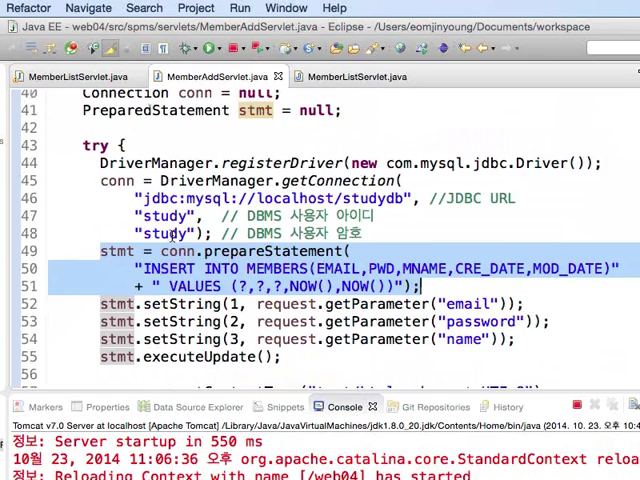 Refactor Navigate Search Project Run Window Help
Java EE - web04/src/spms/servlets/MemberAddServlet.java - Eclipse - /Users/eomjinyoung/Documents/workspace
MemberListServlet.java MemberAddServlet.java MemberListServlet.java
40 Connection conn = null;
41 PreparedStatement stmt = null;
42
43 try {
44 DriverManager.registerDriver(new com.mysql.jdbc.Driver());
45 conn = DriverManager.getConnection(
46 "jdbc:mysql://localhost/studydb", //JDBC URL
47 "study", // DBMS 사용자 아이디
48 "study"); // DBMS 사용자 암호
49 stmt = conn.prepareStatement(
50 "INSERT INTO MEMBERS(EMAIL,PWD,MNAME,CRE_DATE,MOD_DATE)"
51 + " VALUES (?,?,?,NOW(),NOW())");
52 stmt.setString(1, request.getParameter("email"));
53 stmt.setString(2, request.getParameter("password"));
54 stmt.setString(3, request.getParameter("name"));
55 stmt.executeUpdate();
56
Markers Properties Data Source Explorer Snippets Console Git Repositories History
Tomcat v7.0 Server at localhost [Apache Tomcat] /Library/Java/JavaVirtualMachines/jdk1.8.0_20.jdk/Contents/Home/bin/java (2014. 10. 23. 오후 10:4
정보: Server startup in 550 ms
10월 23, 2014 11:06:36 오후 org.apache.catalina.core.StandardContext reloa
정보: Reloading Context with name [/web04] has started